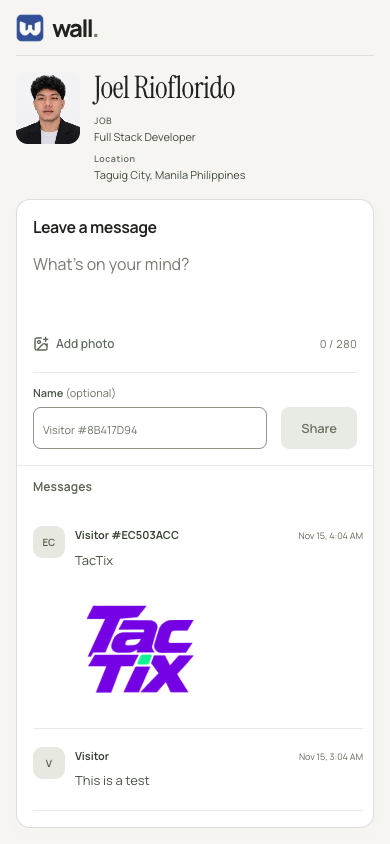 wall.
Joel Rioflorido
JOB
Full Stack Developer
Location
Taguig City, Manila Philippines
Leave a message
What's on your mind?
Add photo
0 / 280
Name (optional)
Visitor #8B417D94
Share
Messages
EC
Visitor #EC503ACC
Nov 15, 4:04 AM
TacTix
Tac
Tix
V
Visitor
Nov 15, 3:04 AM
This is a test